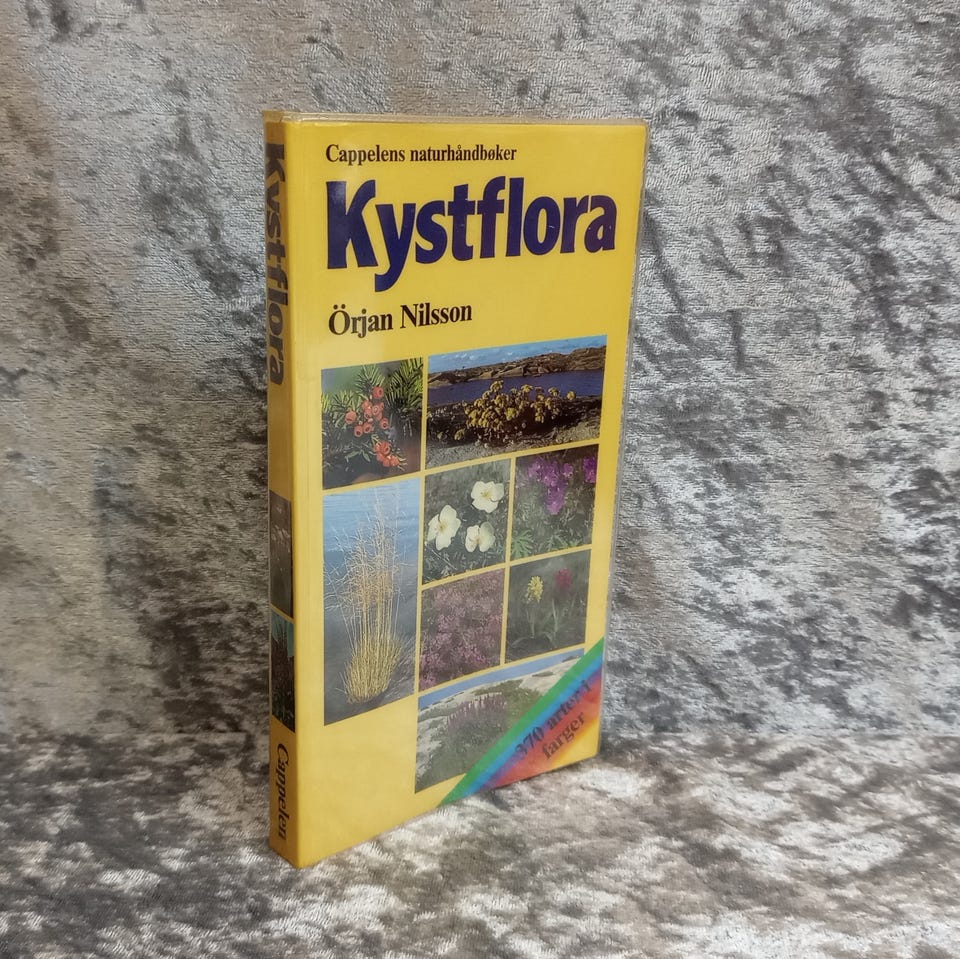 Cappelens naturhåndbøker
Kystflora
Örjan Nilsson
370 arter i
farger
Kystflora
Cappelen